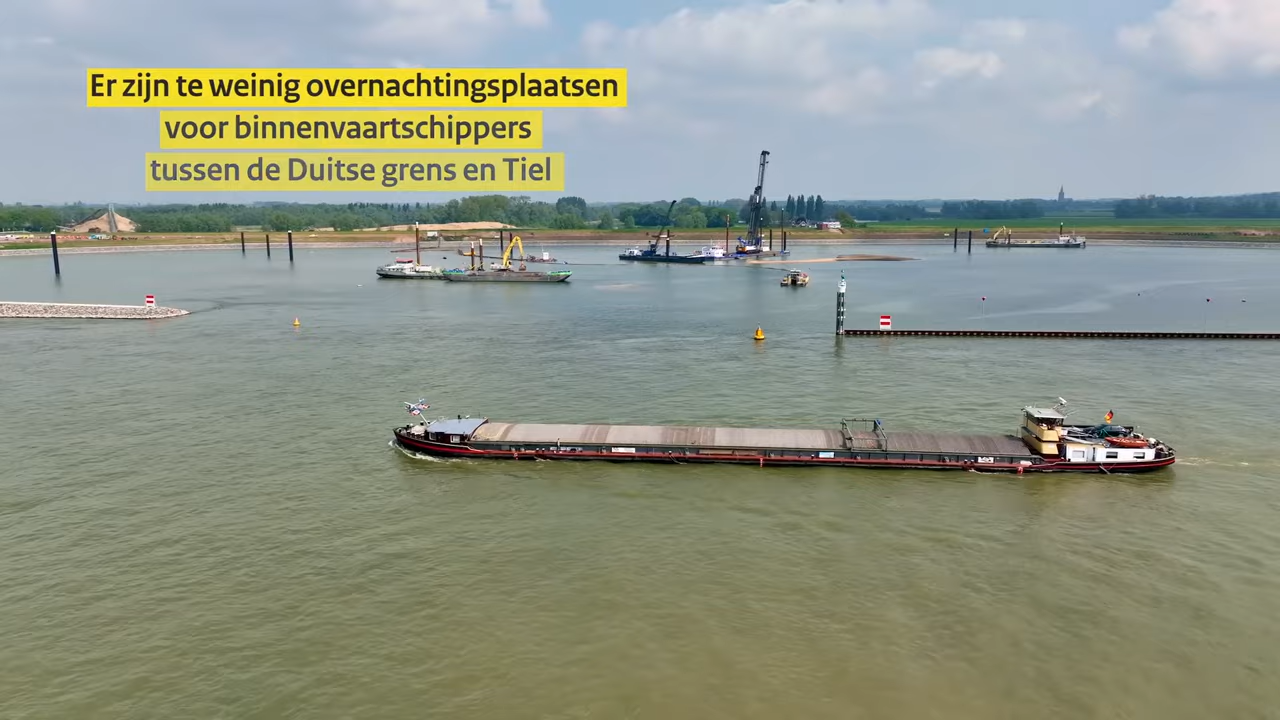 Er zijn te weinig overnachtingsplaatsen
voor binnenvaartschippers
tussen de Duitse grens en Tiel